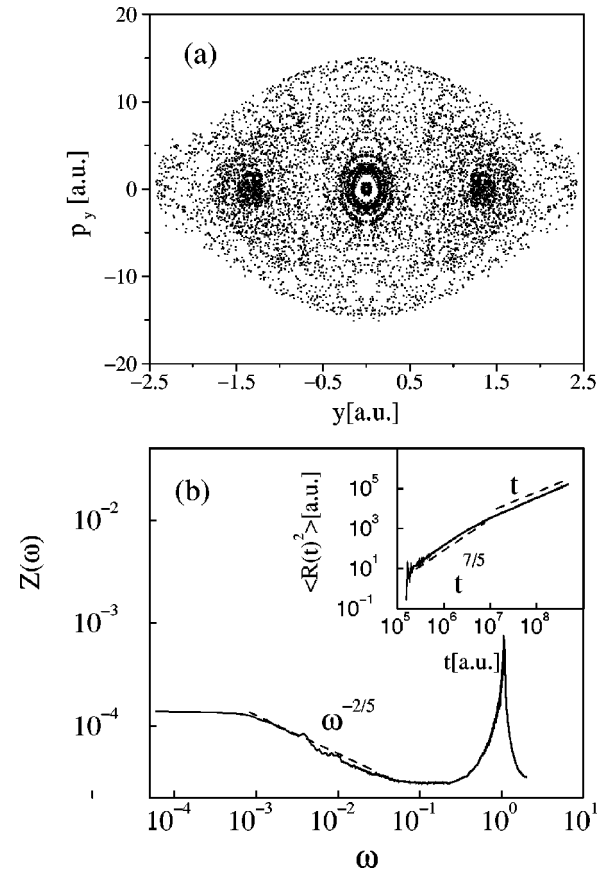 (a)
20
10
0
−10
−20
p_y [a.u.]
−2.5 −1.5 −0.5 0.5 1.5 2.5
y[a.u.]
(b)
Z(ω)
10^−2
10^−3
10^−4
ω^−2/5
<R(t)^2>[a.u.]
10^5
10^3
10^1
10^−1
t
t^7/5
10^5 10^6 10^7 10^8
t[a.u.]
10^−4 10^−3 10^−2 10^−1 10^0 10^1
ω